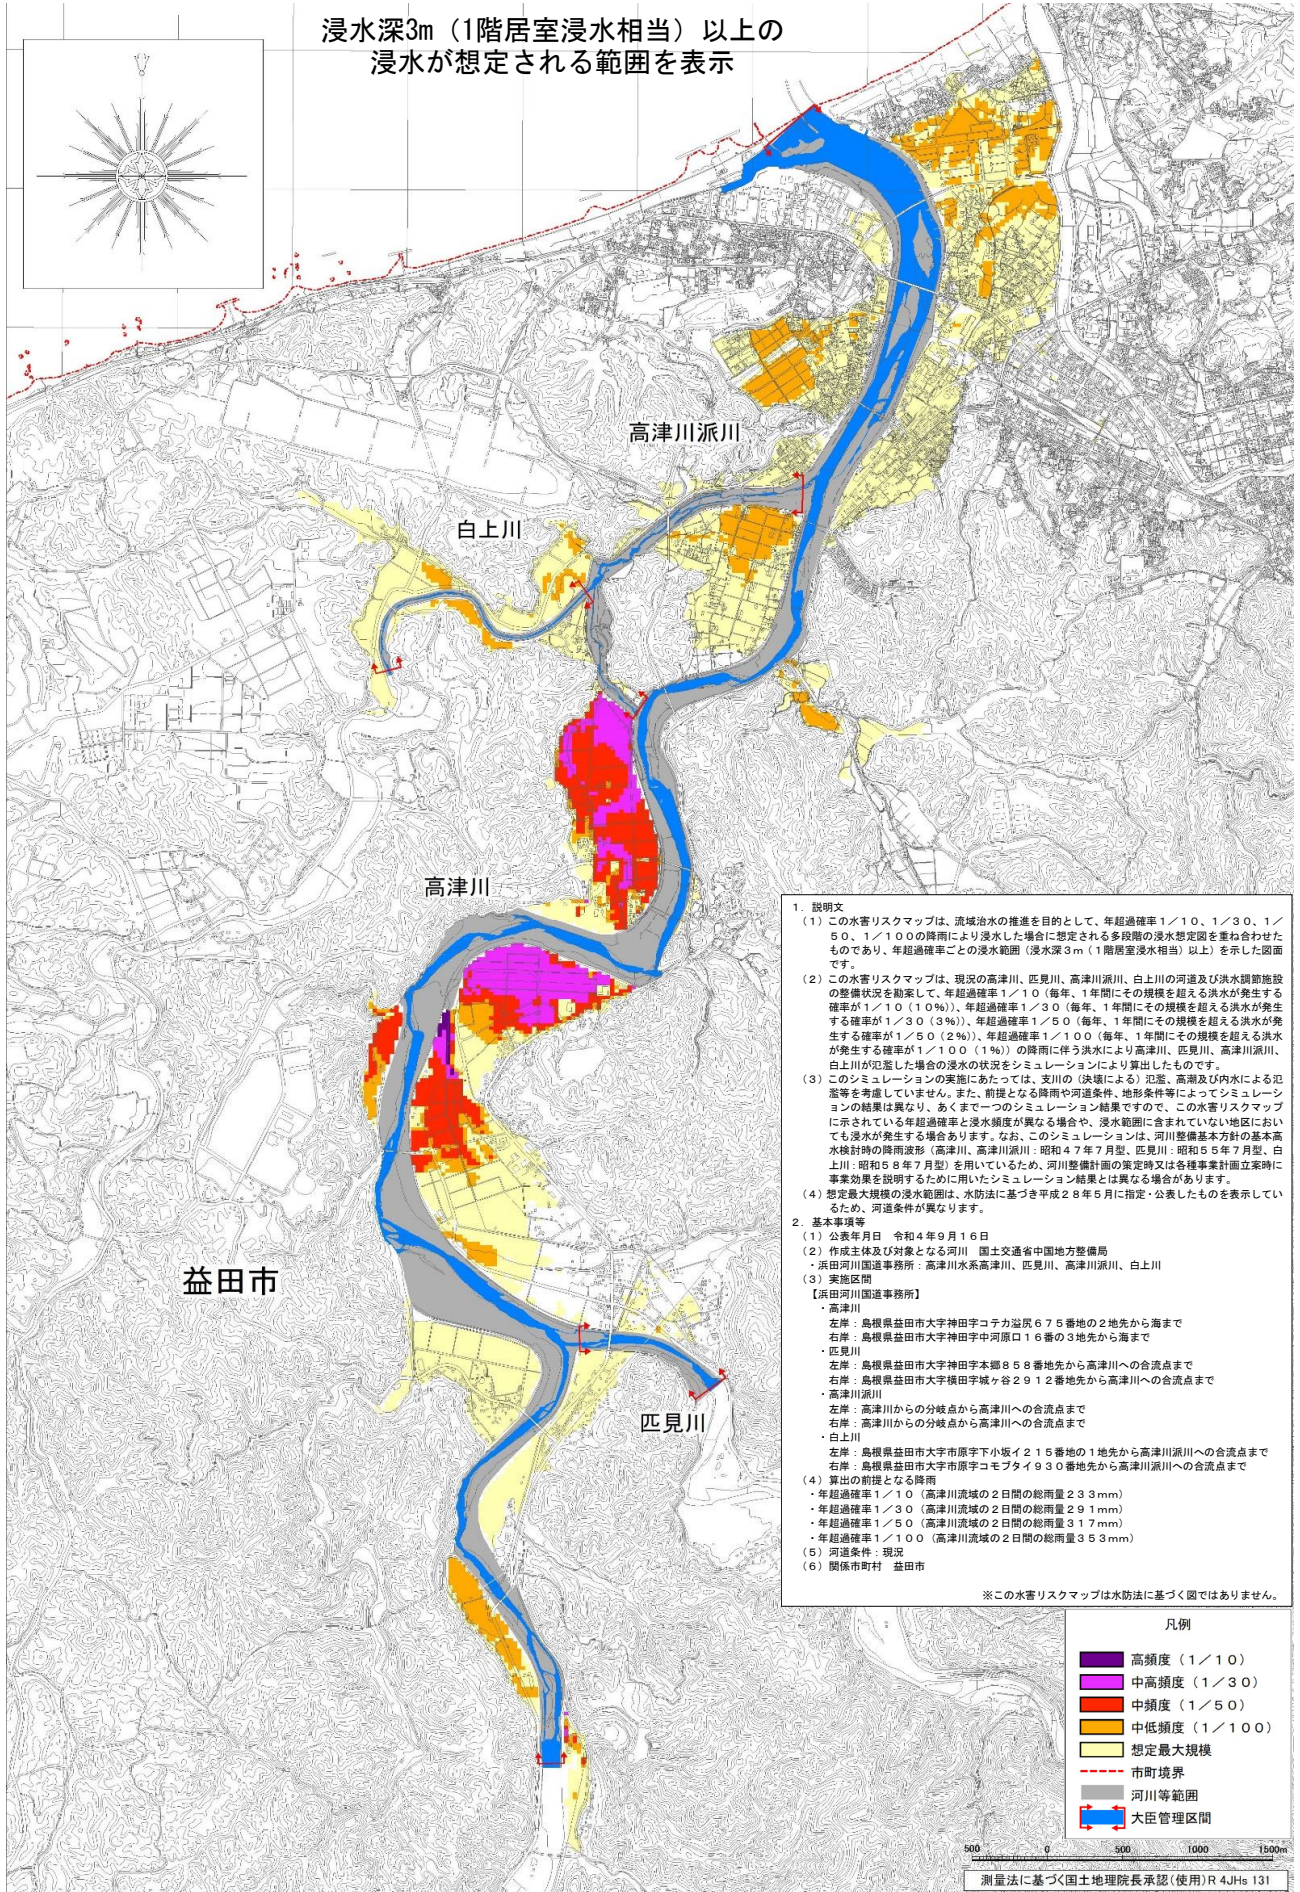 浸水深3m（1階居室浸水相当）以上の
浸水が想定される範囲を表示
高津川派川
白上川
高津川
益田市
匹見川
1．説明文
（1）この水害リスクマップは、流域治水の推進を目的として、年超過確率１／１０、１／３０、１／
５０、１／１００の降雨により浸水した場合に想定される多段階の浸水想定図を重ね合わせた
ものであり、年超過確率ごとの浸水範囲（浸水深３ｍ（１階居室浸水相当）以上）を示した図面
です。
（2）この水害リスクマップは、現況の高津川、匹見川、高津川派川、白上川の河道及び洪水調節施設
の整備状況を勘案して、年超過確率１／１０（毎年、１年間にその規模を超える洪水が発生する
確率が１／１０（１０％））、年超過確率１／３０（毎年、１年間にその規模を超える洪水が発生
する確率が１／３０（３％））、年超過確率１／５０（毎年、１年間にその規模を超える洪水が発
生する確率が１／５０（２％））、年超過確率１／１００（毎年、１年間にその規模を超える洪水
が発生する確率が１／１００（１％））の降雨に伴う洪水により高津川、匹見川、高津川派川、
白上川が氾濫した場合の浸水の状況をシミュレーションにより算出したものです。
（3）このシミュレーションの実施にあたっては、支川の（決壊による）氾濫、高潮及び内水による氾
濫等を考慮していません。また、前提となる降雨や河道条件、地形条件等によってシミュレーショ
ンの結果は異なり、あくまで一つのシミュレーション結果ですので、この水害リスクマップ
に示されている年超過確率と浸水頻度が異なる場合や、浸水範囲に含まれていない地区におい
ても浸水が発生する場合あります。なお、このシミュレーションは、河川整備基本方針の基本高
水検討時の降雨波形（高津川、高津川派川：昭和４７年７月型、匹見川：昭和５５年７月型、白
上川：昭和５８年７月型）を用いているため、河川整備計画の策定時又は各種事業計画立案時に
事業効果を説明するために用いたシミュレーション結果とは異なる場合があります。
（4）想定最大規模の浸水範囲は、水防法に基づき平成２８年５月に指定・公表したものを表示してい
るため、河道条件が異なります。
2．基本事項等
（1）公表年月日　令和４年９月１６日
（2）作成主体及び対象となる河川　国土交通省中国地方整備局
・浜田河川国道事務所：高津川水系高津川、匹見川、高津川派川、白上川
（3）実施区間
【浜田河川国道事務所】
・高津川
左岸：島根県益田市大字神田字コテカ溢尻６７５番地の２地先から海まで
右岸：島根県益田市大字神田字中河原口１６番の３地先から海まで
・匹見川
左岸：島根県益田市大字神田字本郷８５８番地先から高津川への合流点まで
右岸：島根県益田市大字横田字城ヶ谷２９１２番地先から高津川への合流点まで
・高津川派川
左岸：高津川からの分岐点から高津川への合流点まで
右岸：高津川からの分岐点から高津川への合流点まで
・白上川
左岸：島根県益田市大字市原字下小坂イ２１５番地の１地先から高津川派川への合流点まで
右岸：島根県益田市大字市原字コモブタイ９３０番地先から高津川派川への合流点まで
（4）算出の前提となる降雨
・年超過確率１／１０（高津川流域の２日間の総雨量２３３mm）
・年超過確率１／３０（高津川流域の２日間の総雨量２９１mm）
・年超過確率１／５０（高津川流域の２日間の総雨量３１７mm）
・年超過確率１／１００（高津川流域の２日間の総雨量３５３mm）
（5）河道条件：現況
（6）関係市町村　益田市
※この水害リスクマップは水防法に基づく図ではありません。
凡例
高頻度（１／１０）
中高頻度（１／３０）
中頻度（１／５０）
中低頻度（１／１００）
想定最大規模
市町境界
河川等範囲
大臣管理区間
500 0 500 1000 1500m
測量法に基づく国土地理院長承認（使用）R 4JHs 131